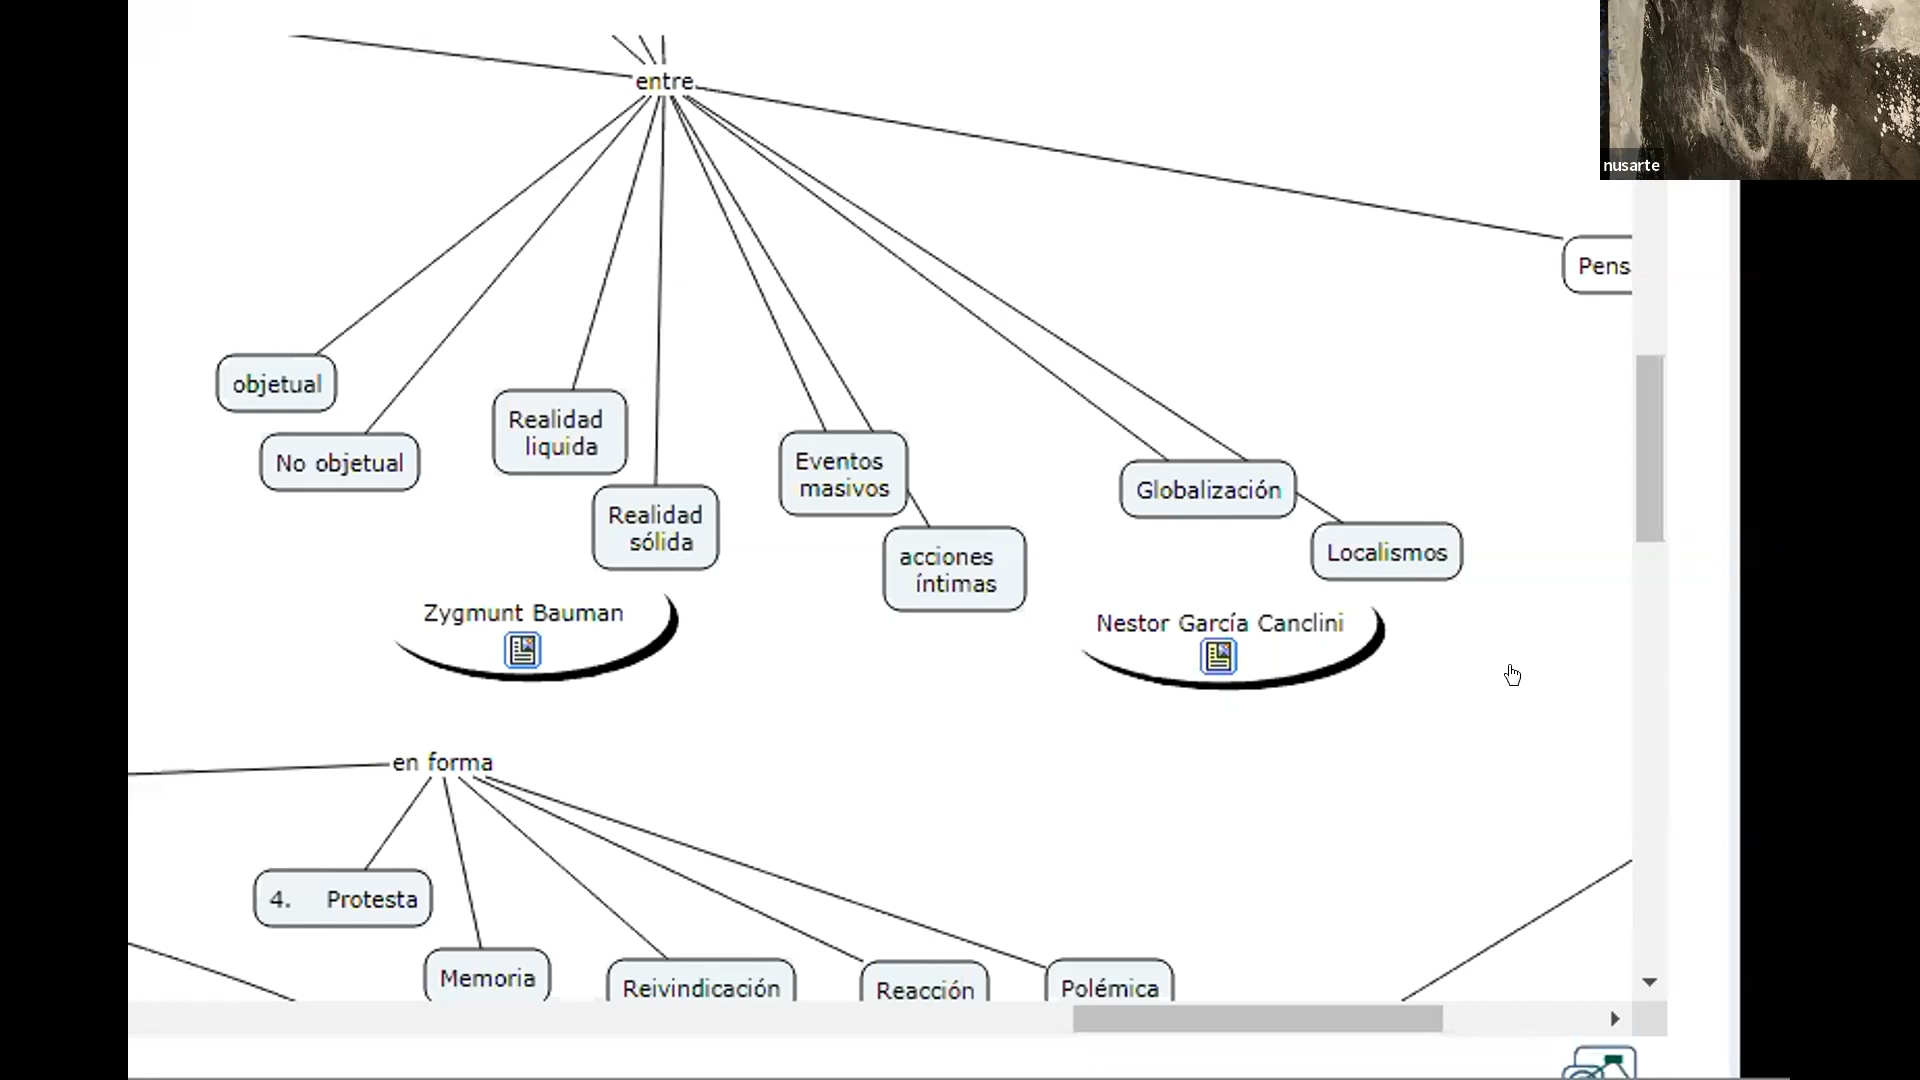 entre
nusarte
Pens
objetual
No objetual
Realidad
liquida
Realidad
sólida
Eventos
masivos
acciones
íntimas
Globalización
Localismos
Zygmunt Bauman
Nestor García Canclini
en forma
4. Protesta
Memoria
Reivindicación
Reacción
Polémica